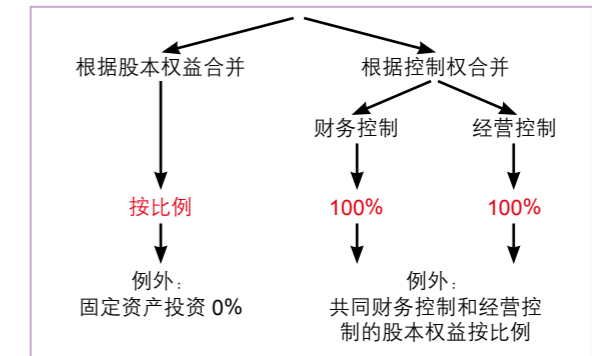 根据股本权益合并
根据控制权合并
财务控制
经营控制
按比例
100%
100%
例外：
固定资产投资 0%
例外：
共同财务控制和经营控
制的股本权益按比例